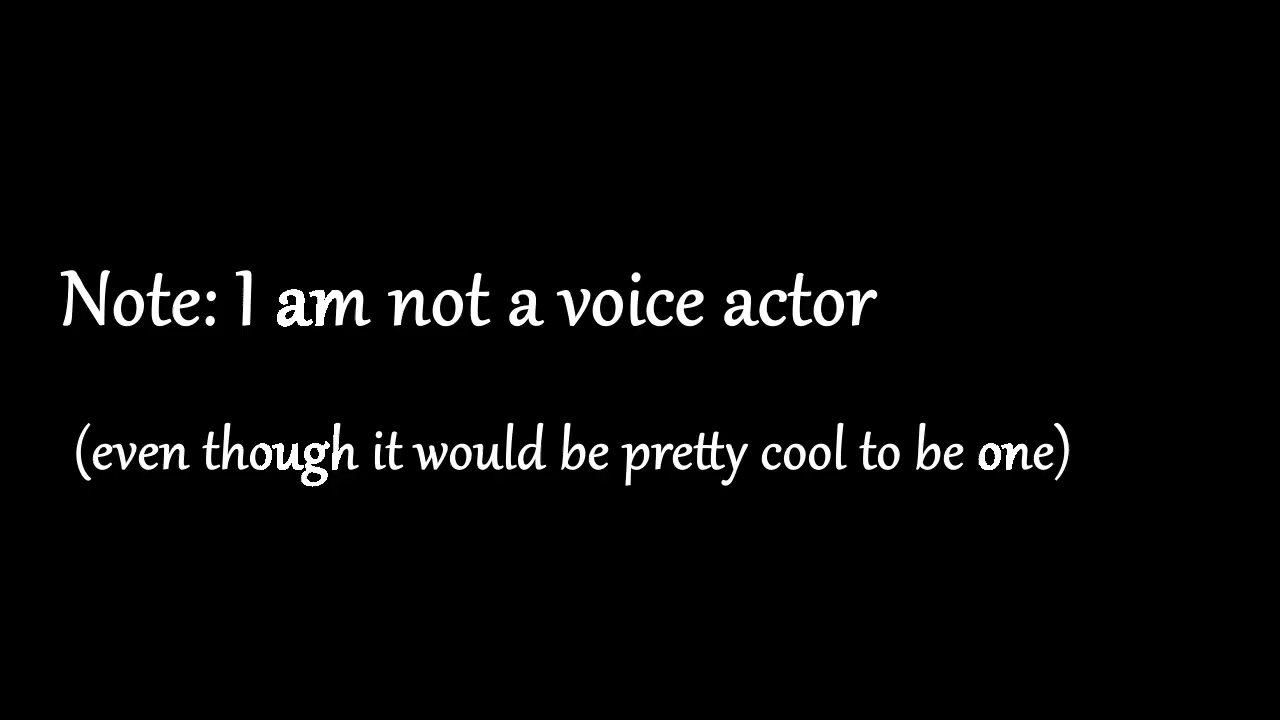 Note: I am not a voice actor
(even though it would be pretty cool to be one)